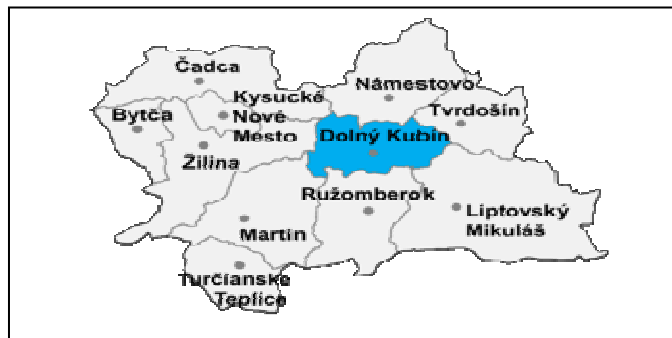 Čadca
Námestovo
Kysucké
Nové
Mesto
Bytča
Tvrdošín
Dolný Kubín
Žilina
Ružomberok
Liptovský
Mikuláš
Martin
Turčianske
Teplice